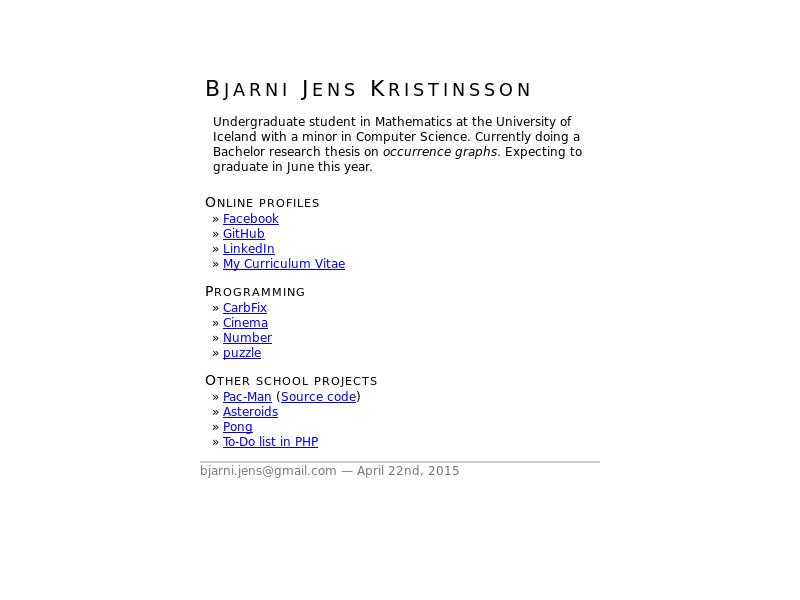 Bjarni Jens Kristinsson
Undergraduate student in Mathematics at the University of
Iceland with a minor in Computer Science. Currently doing a
Bachelor research thesis on occurrence graphs. Expecting to
graduate in June this year.
Online profiles
» Facebook
» GitHub
» LinkedIn
» My Curriculum Vitae
Programming
» CarbFix
» Cinema
» Number
» puzzle
Other school projects
» Pac-Man (Source code)
» Asteroids
» Pong
» To-Do list in PHP
bjarni.jens@gmail.com — April 22nd, 2015